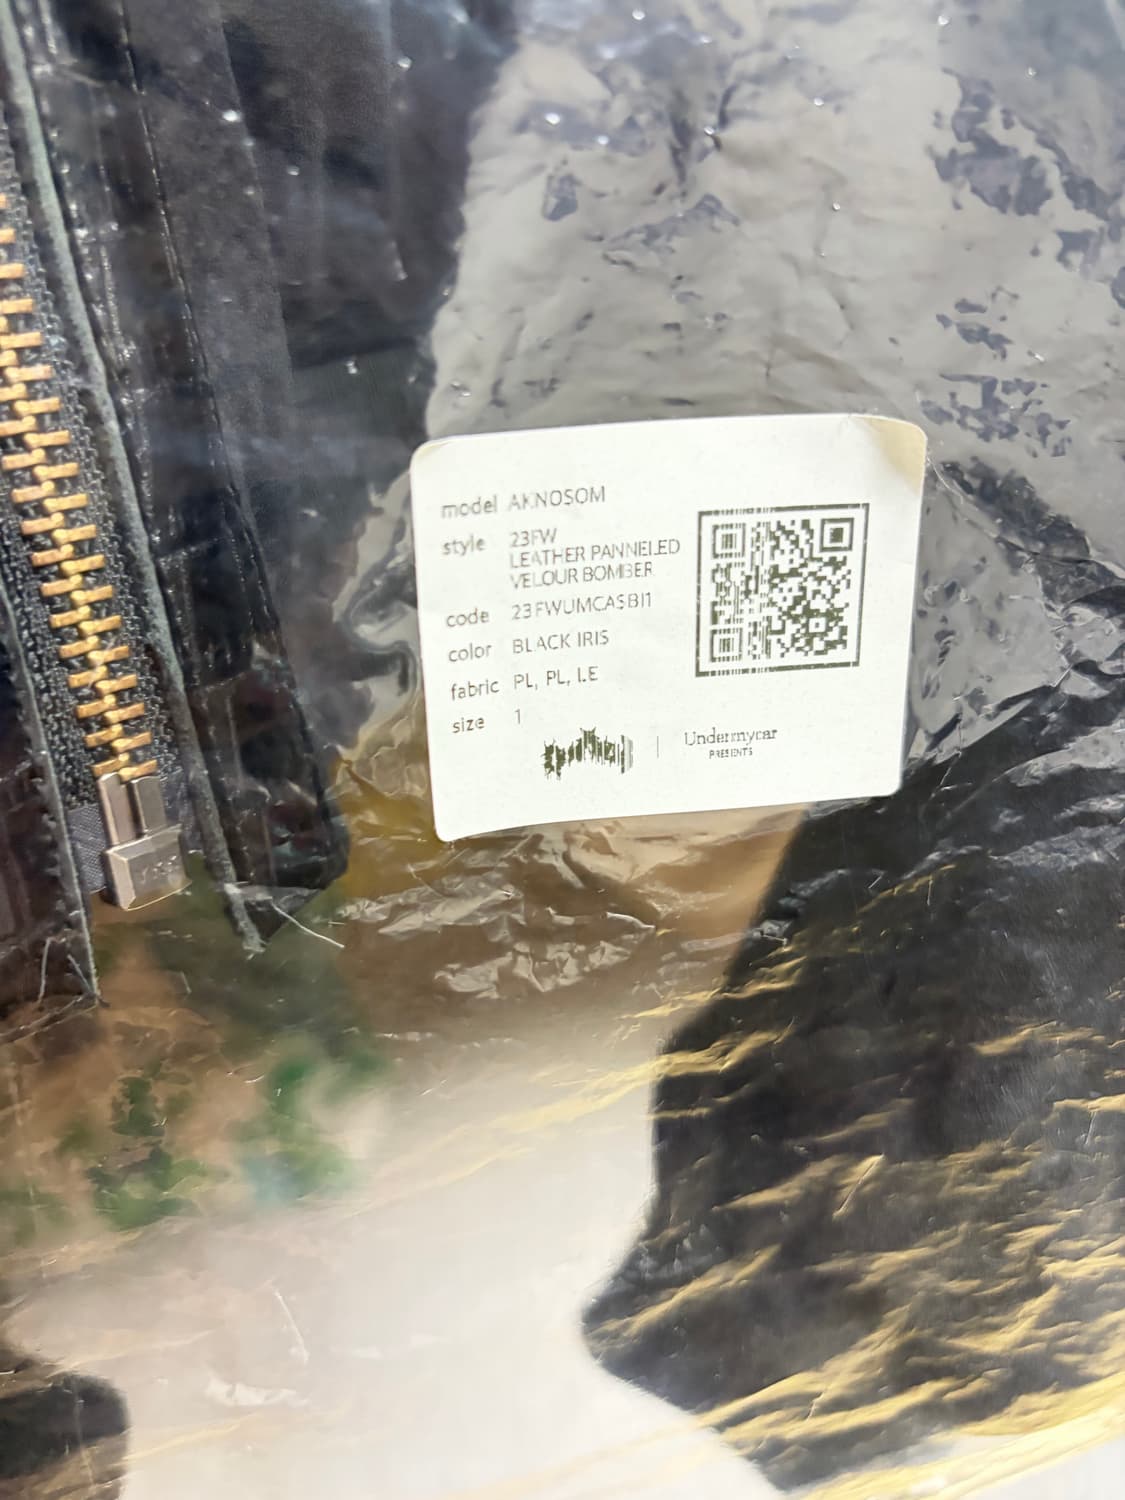 model AKNOSOM
style 23FW
LEATHER PANNELED
VELOUR BOMBER
code 23FWUMCASBI1
color BLACK IRIS
fabric PL, PL, LE
size 1
Undermycar
PRESENTS